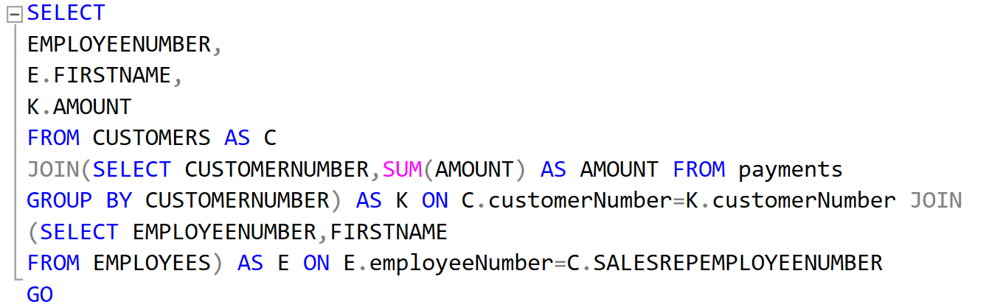 SELECT
EMPLOYEENUMBER,
E.FIRSTNAME,
K.AMOUNT
FROM CUSTOMERS AS C
JOIN(SELECT CUSTOMERNUMBER,SUM(AMOUNT) AS AMOUNT FROM payments
GROUP BY CUSTOMERNUMBER) AS K ON C.customerNumber=K.customerNumber JOIN
(SELECT EMPLOYEENUMBER,FIRSTNAME
FROM EMPLOYEES) AS E ON E.employeeNumber=C.SALESREPEMPLOYEENUMBER
GO